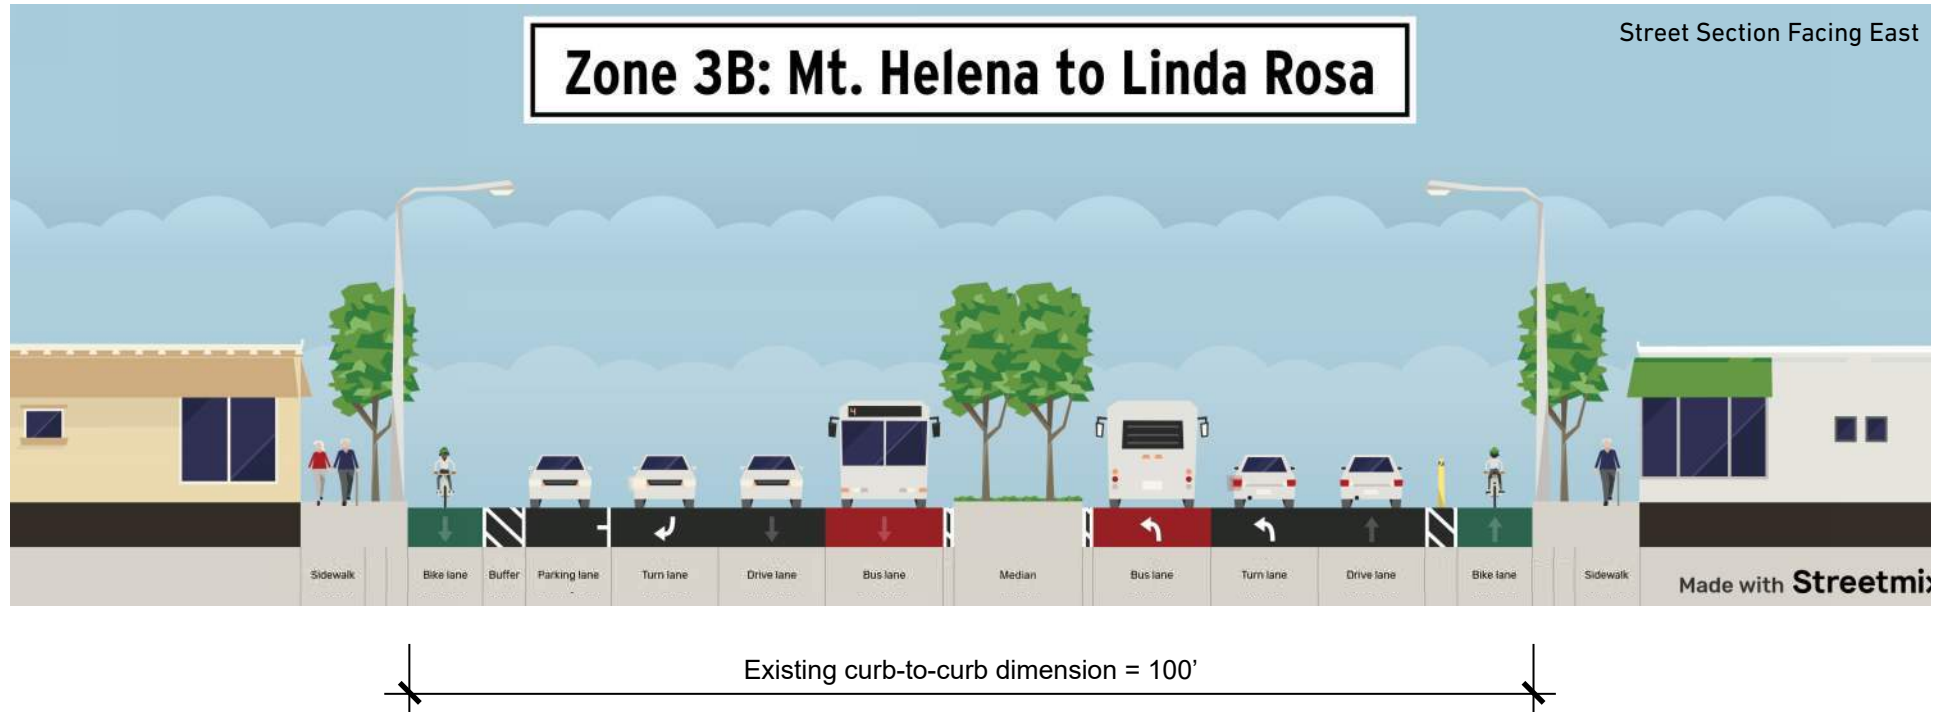 Street Section Facing East
Zone 3B: Mt. Helena to Linda Rosa
4
Sidewalk
Bike lane
Buffer
Parking lane
Turn lane
Drive lane
Bus lane
Median
Bus lane
Turn lane
Drive lane
Bike lane
Sidewalk
Made with Streetmix
Existing curb-to-curb dimension = 100’